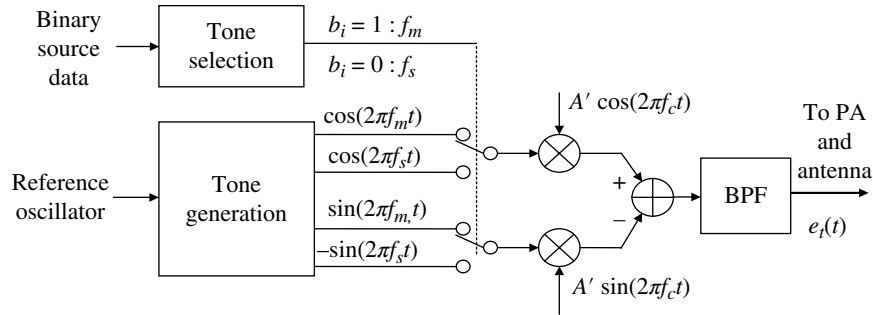 Binary
source
data
Tone
selection
b_i = 1 : f_m
b_i = 0 : f_s
Reference
oscillator
Tone
generation
cos(2πf_mt)
cos(2πf_st)
sin(2πf_m,t)
–sin(2πf_st)
A′ cos(2πf_ct)
A′ sin(2πf_ct)
+
–
BPF
To PA
and
antenna
e_t(t)